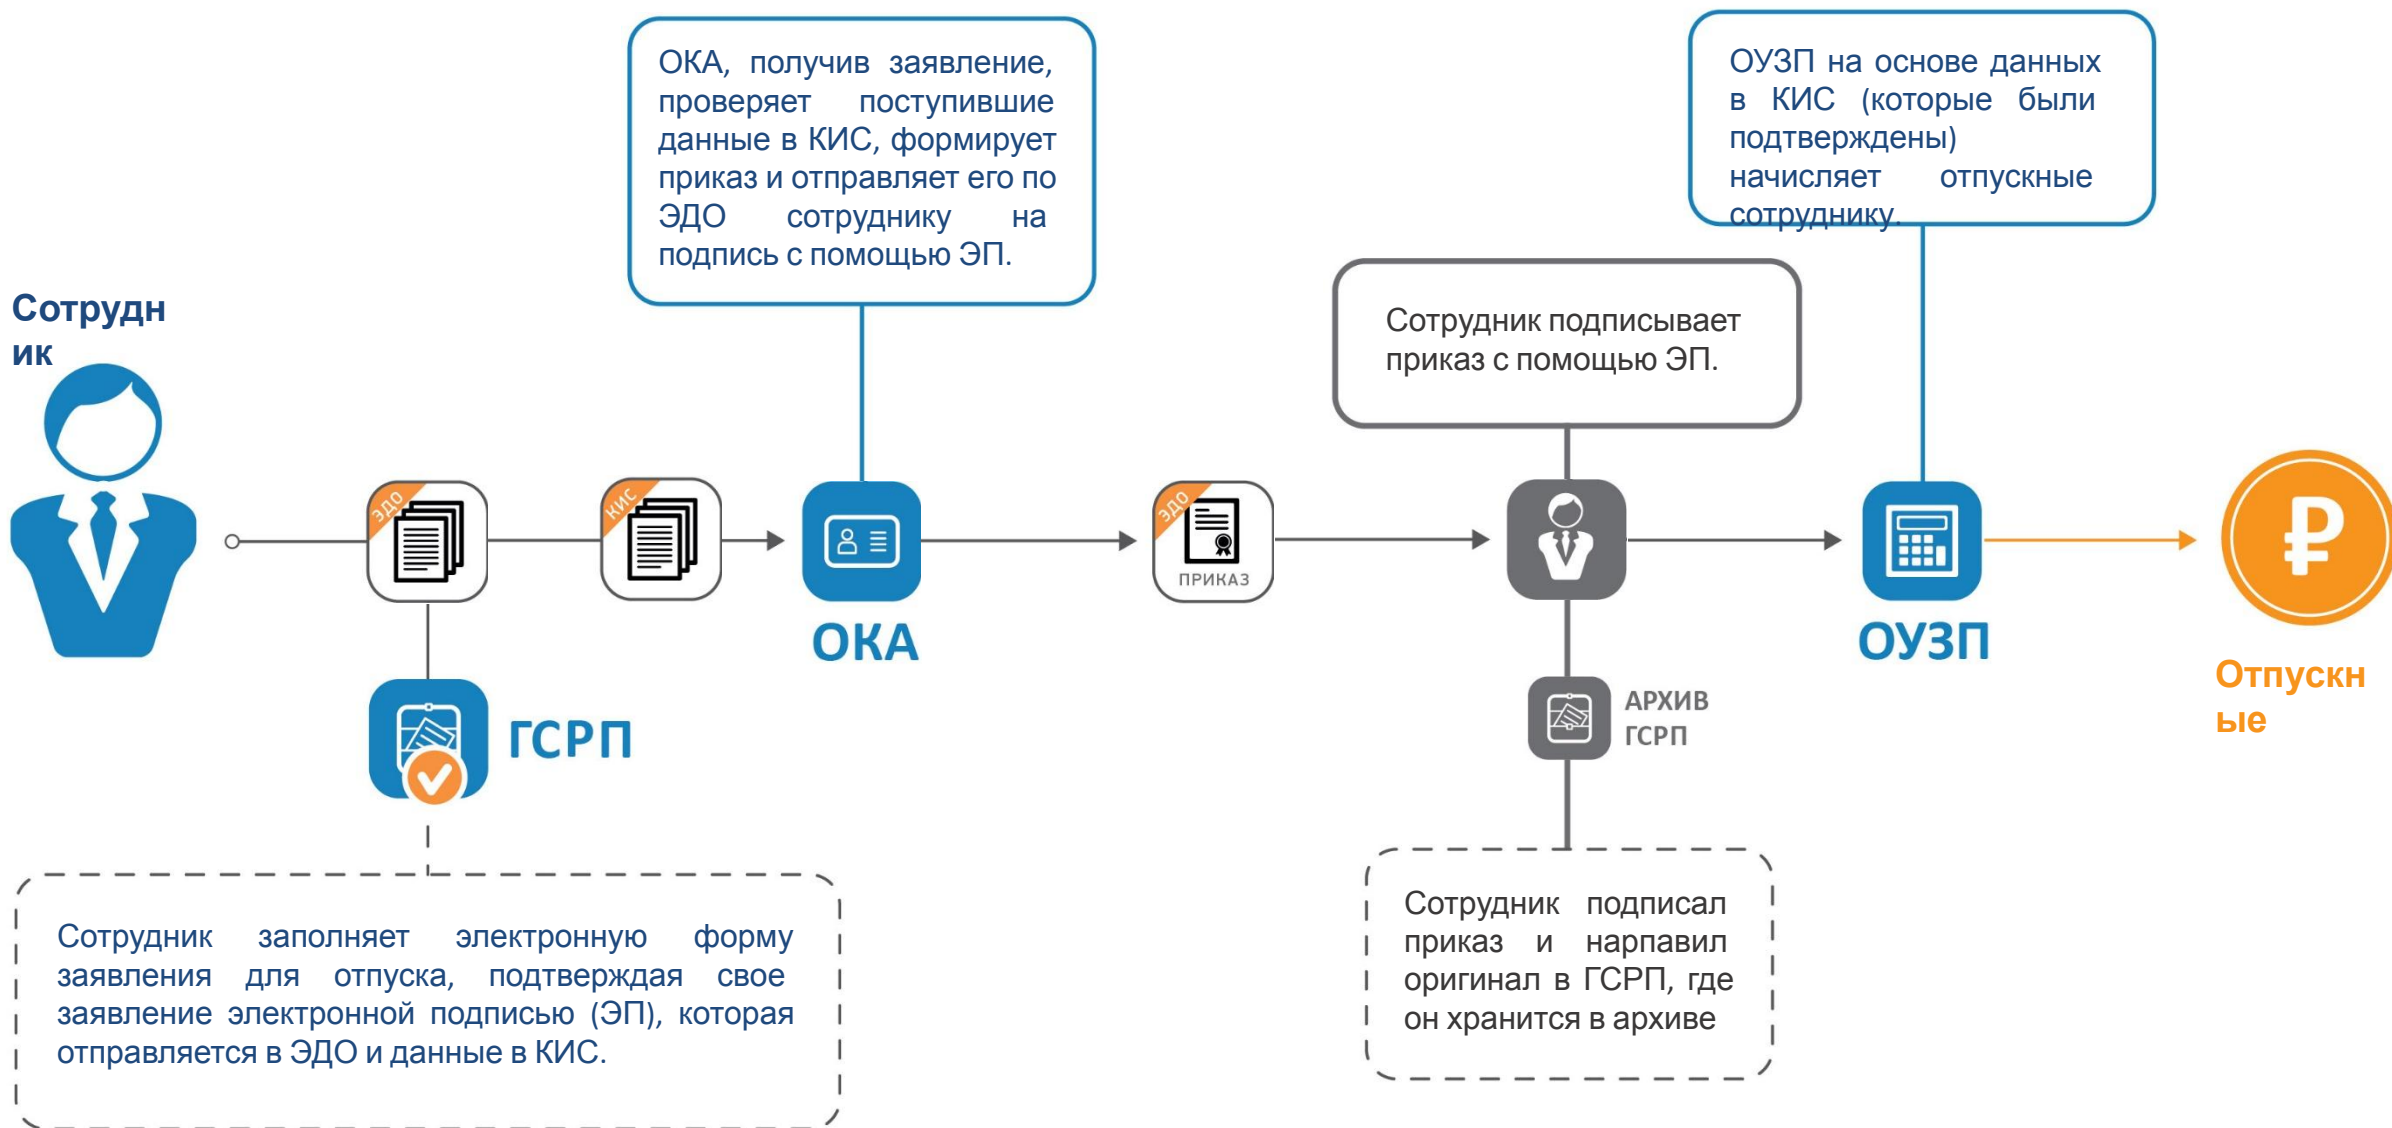 ОКА, получив заявление,
проверяет поступившие
данные в КИС, формирует
приказ и отправляет его по
ЭДО сотруднику на
подпись с помощью ЭП.
ОУЗП на основе данных
в КИС (которые были
подтверждены)
начисляет отпускные
сотруднику.
Сотрудн
ик
Сотрудник подписывает
приказ с помощью ЭП.
ЭДО
КИС
ЭДО
ПРИКАЗ
ОКА
ОУЗП
Отпускн
ые
ГСРП
АРХИВ
ГСРП
Сотрудник заполняет электронную форму
заявления для отпуска, подтверждая свое
заявление электронной подписью (ЭП), которая
отправляется в ЭДО и данные в КИС.
Сотрудник подписал
приказ и нарпавил
оригинал в ГСРП, где
он хранится в архиве